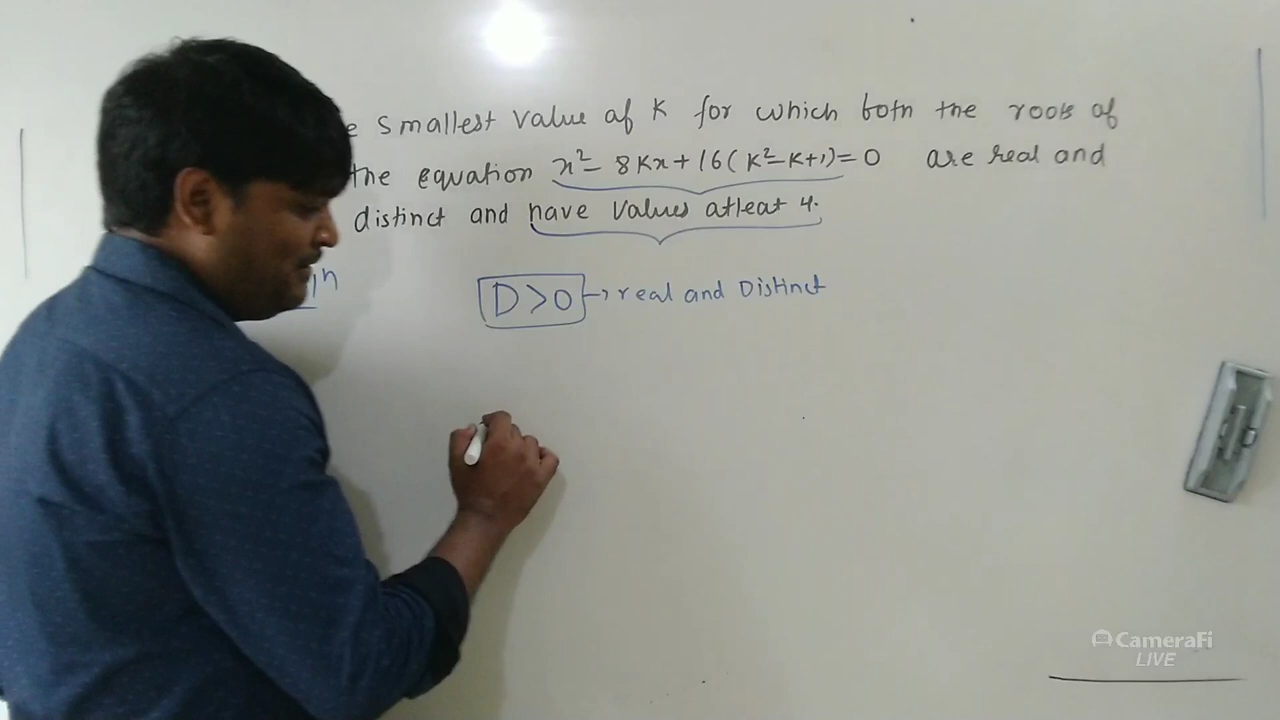 e smallest value of K for which both the roots of
the equation x² - 8Kx + 16(K² - K + 1) = 0 are real and
distinct and have values atleat 4.
D > 0 → real and Distinct
CameraFi
LIVE